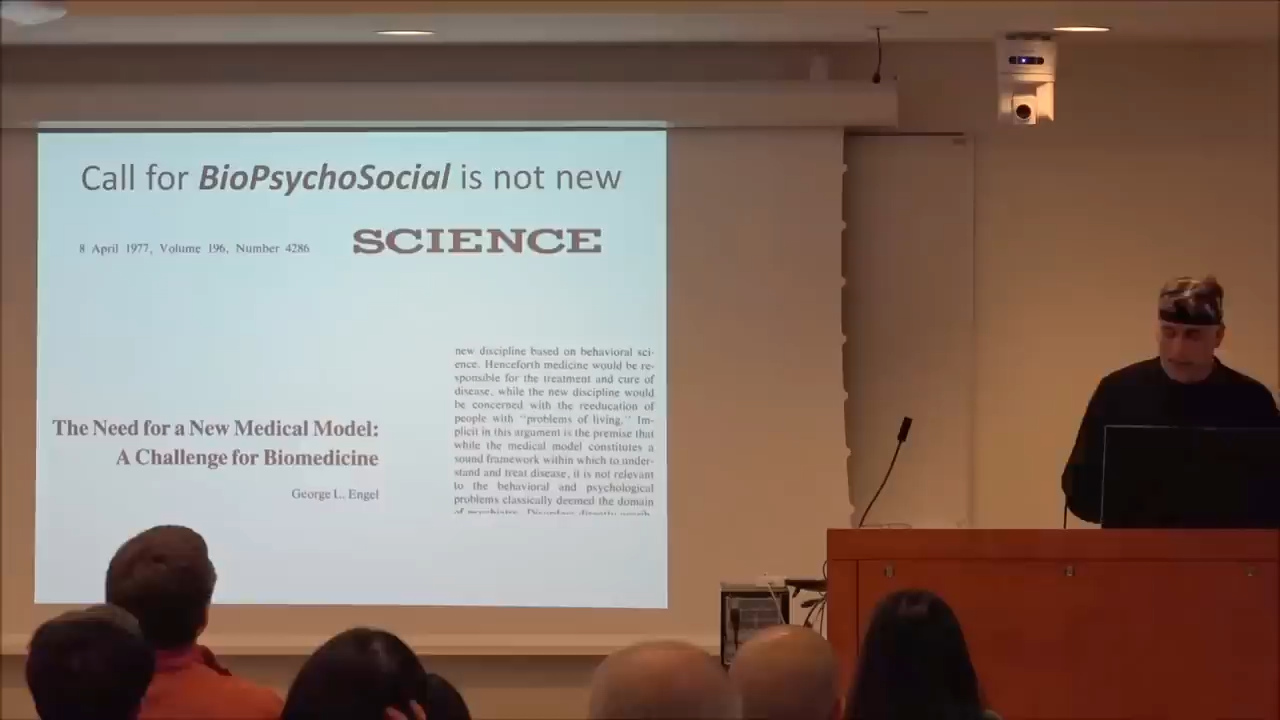 Call for BioPsychoSocial is not new
8 April 1977, Volume 196, Number 4286
SCIENCE
The Need for a New Medical Model:
A Challenge for Biomedicine
George L. Engel
new discipline based on behavioral sci-
ence. Henceforth medicine would be re-
sponsible for the treatment and cure of
disease, while the new discipline would
be concerned with the reeducation of
people with "problems of living." Im-
plicit in this argument is the premise that
while the medical model constitutes a
sound framework within which to under-
stand and treat disease, it is not relevant
to the behavioral and psychological
problems classically deemed the domain
of psychiatry. Disorders directly